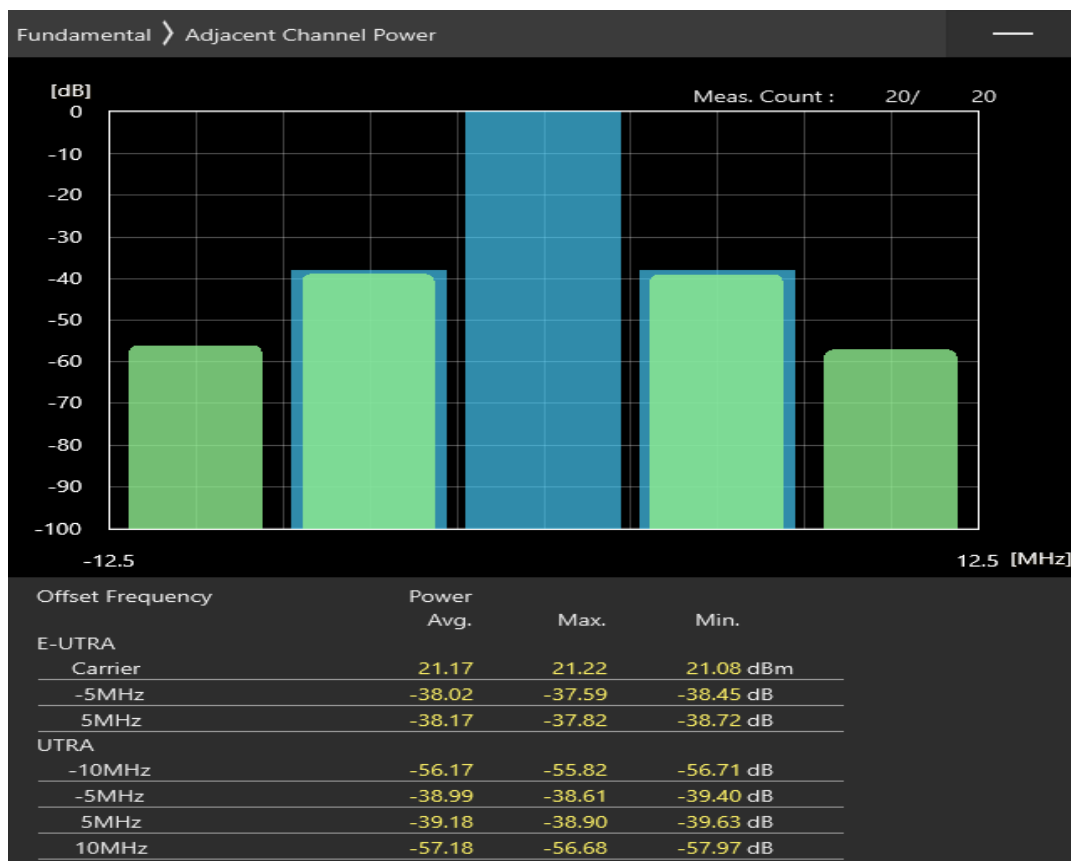 Fundamental ❯ Adjacent Channel Power
[dB]
Meas. Count : 20/ 20
0
-10
-20
-30
-40
-50
-60
-70
-80
-90
-100
-12.5 12.5 [MHz]
Offset Frequency Power
Avg. Max. Min.
E-UTRA
Carrier 21.17 21.22 21.08 dBm
-5MHz -38.02 -37.59 -38.45 dB
5MHz -38.17 -37.82 -38.72 dB
UTRA
-10MHz -56.17 -55.82 -56.71 dB
-5MHz -38.99 -38.61 -39.40 dB
5MHz -39.18 -38.90 -39.63 dB
10MHz -57.18 -56.68 -57.97 dB